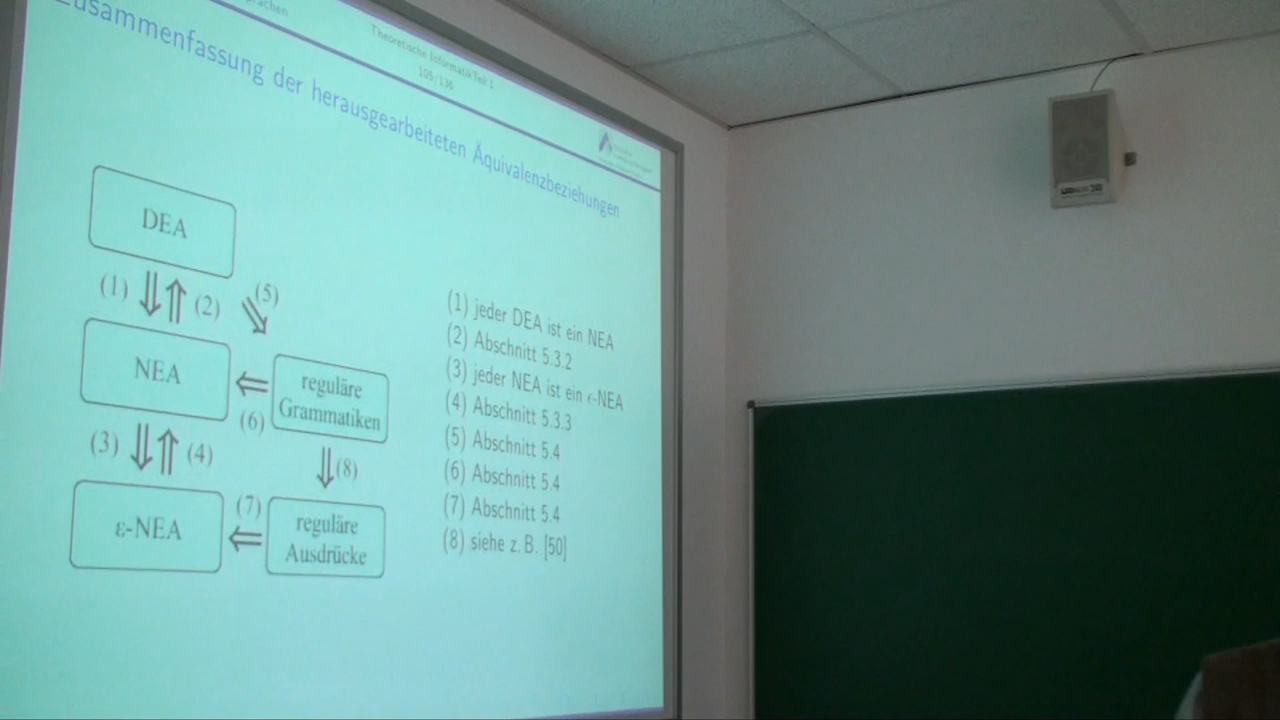 Theoretische Informatik Teil 1
105/136
Zusammenfassung der herausgearbeiteten Äquivalenzbeziehungen
DEA
(1)
(2)
(5)
NEA
reguläre
Grammatiken
(6)
(3)
(4)
(8)
ε-NEA
(7)
reguläre
Ausdrücke
(1) jeder DEA ist ein NEA
(2) Abschnitt 5.3.2
(3) jeder NEA ist ein ϵ-NEA
(4) Abschnitt 5.3.3
(5) Abschnitt 5.4
(6) Abschnitt 5.4
(7) Abschnitt 5.4
(8) siehe z. B. [50]